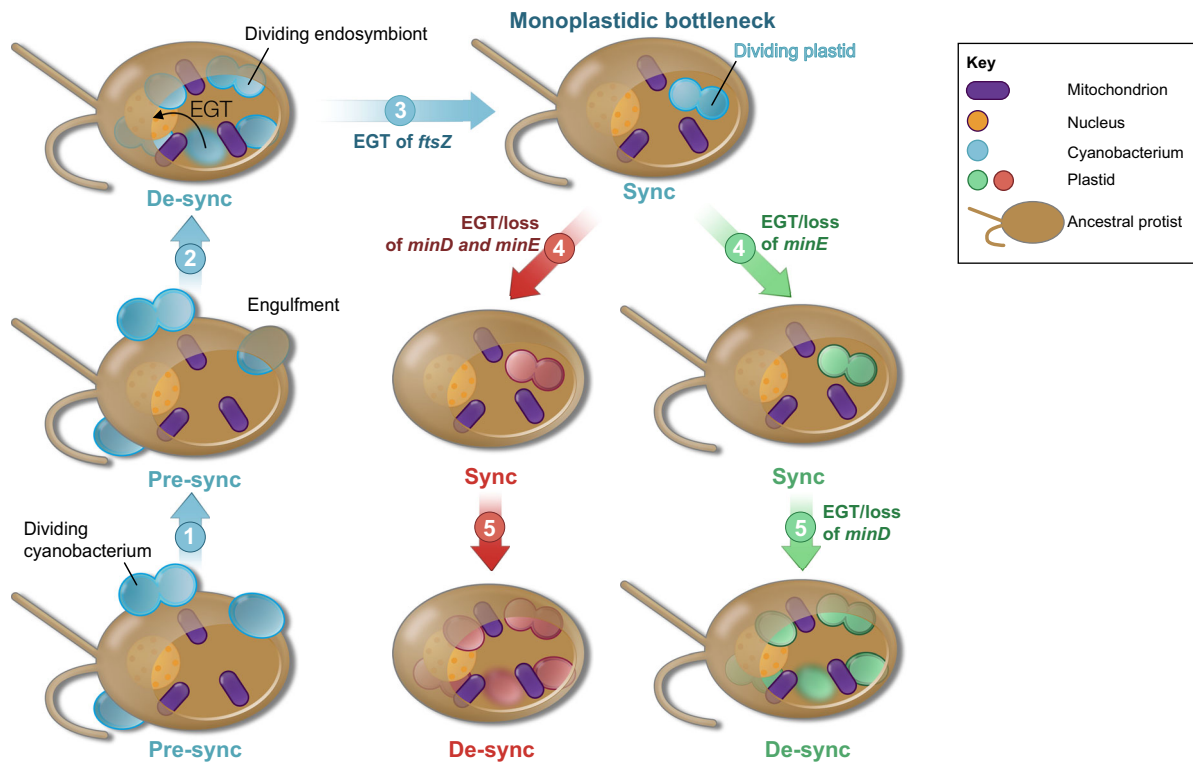 Monoplastidic bottleneck
Dividing endosymbiont
Dividing plastid
EGT
3
EGT of ftsZ
De-sync
Sync
2
Engulfment
Pre-sync
1
Dividing
cyanobacterium
Pre-sync
EGT/loss
of minD and minE
4
4
EGT/loss
of minE
Sync
Sync
5
5
EGT/loss
of minD
De-sync
De-sync
Key
Mitochondrion
Nucleus
Cyanobacterium
Plastid
Ancestral protist